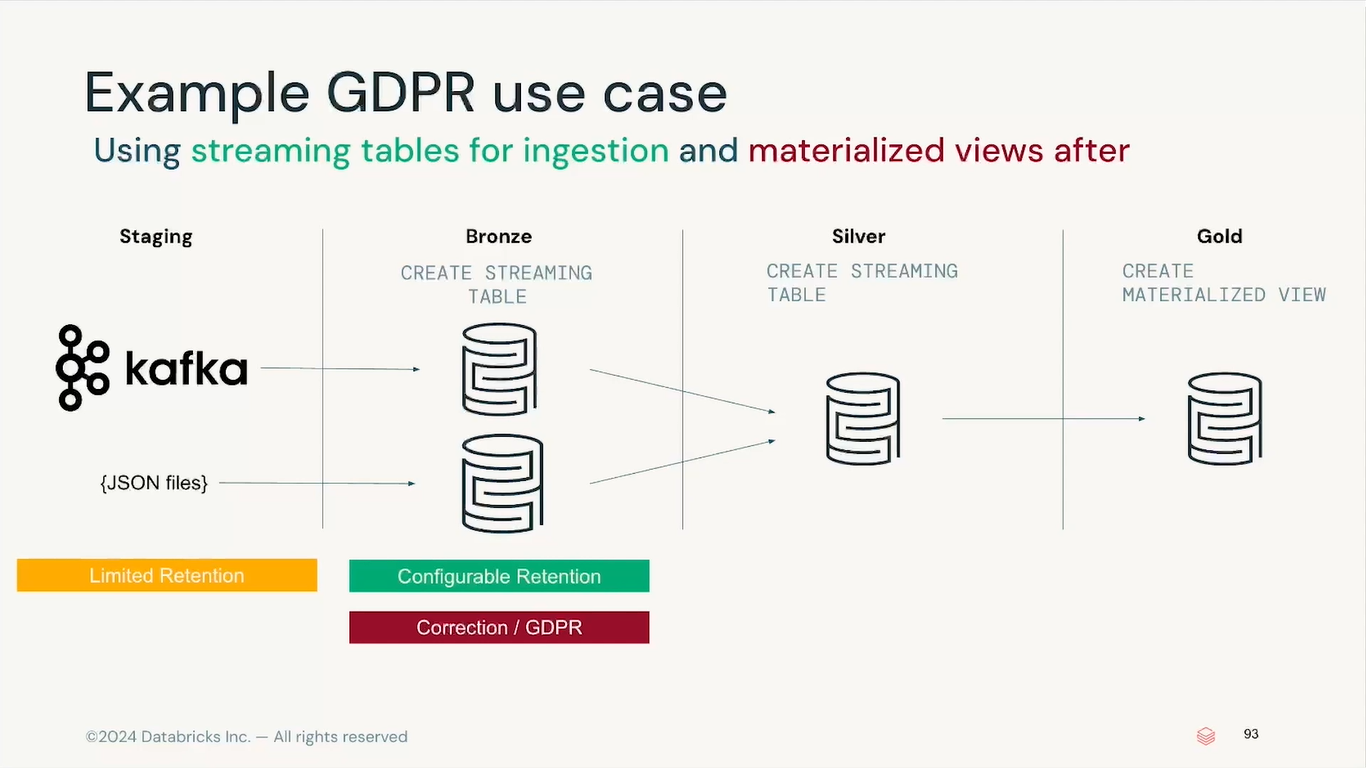 Example GDPR use case
Using streaming tables for ingestion and materialized views after
Staging
Bronze
Silver
Gold
CREATE STREAMING
TABLE
CREATE STREAMING
TABLE
CREATE
MATERIALIZED VIEW
kafka
{JSON files}
Limited Retention
Configurable Retention
Correction / GDPR
©2024 Databricks Inc. — All rights reserved
93